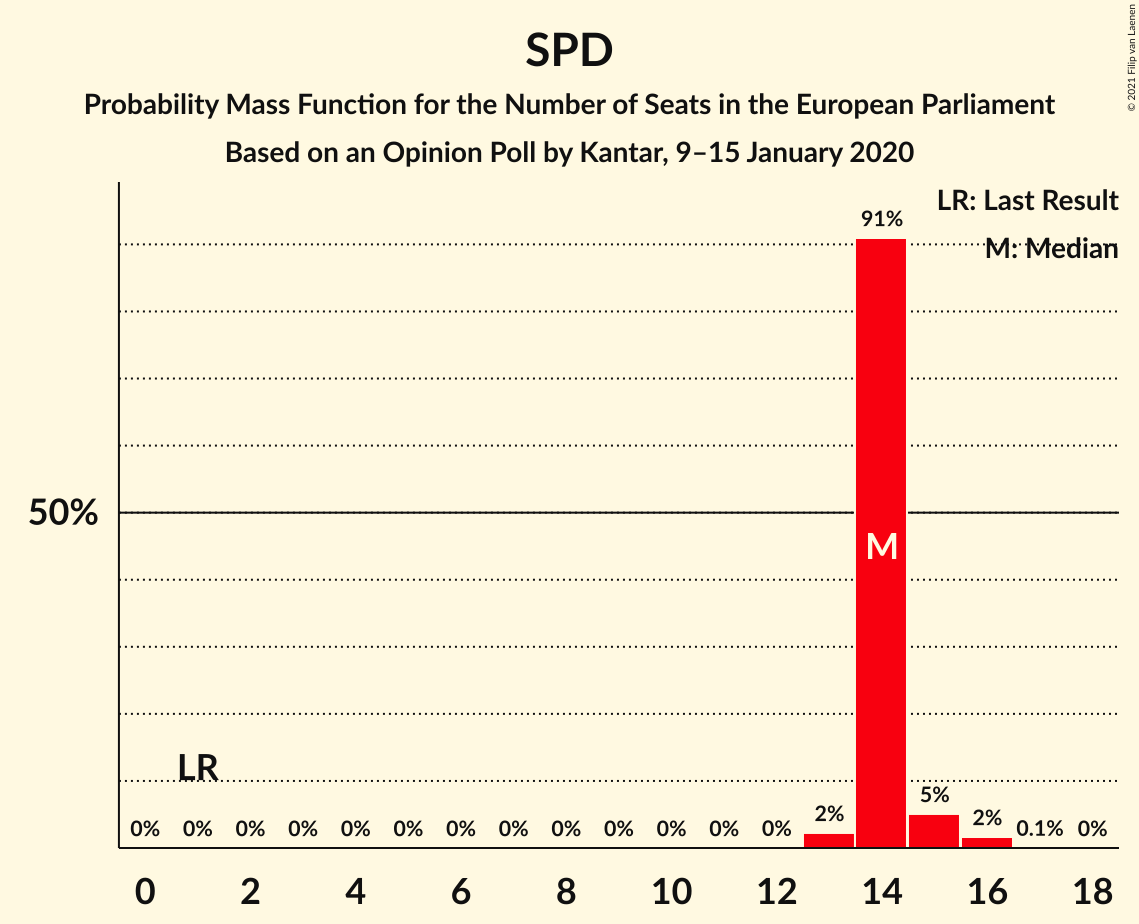 SPD
Probability Mass Function for the Number of Seats in the European Parliament
Based on an Opinion Poll by Kantar, 9–15 January 2020
© 2021 Filip van Laenen
LR: Last Result
M: Median
91%
50%
M
LR
0% 0% 0% 0% 0% 0% 0% 0% 0% 0% 0% 0% 0% 2% 5% 2% 0.1% 0%
0 2 4 6 8 10 12 14 16 18